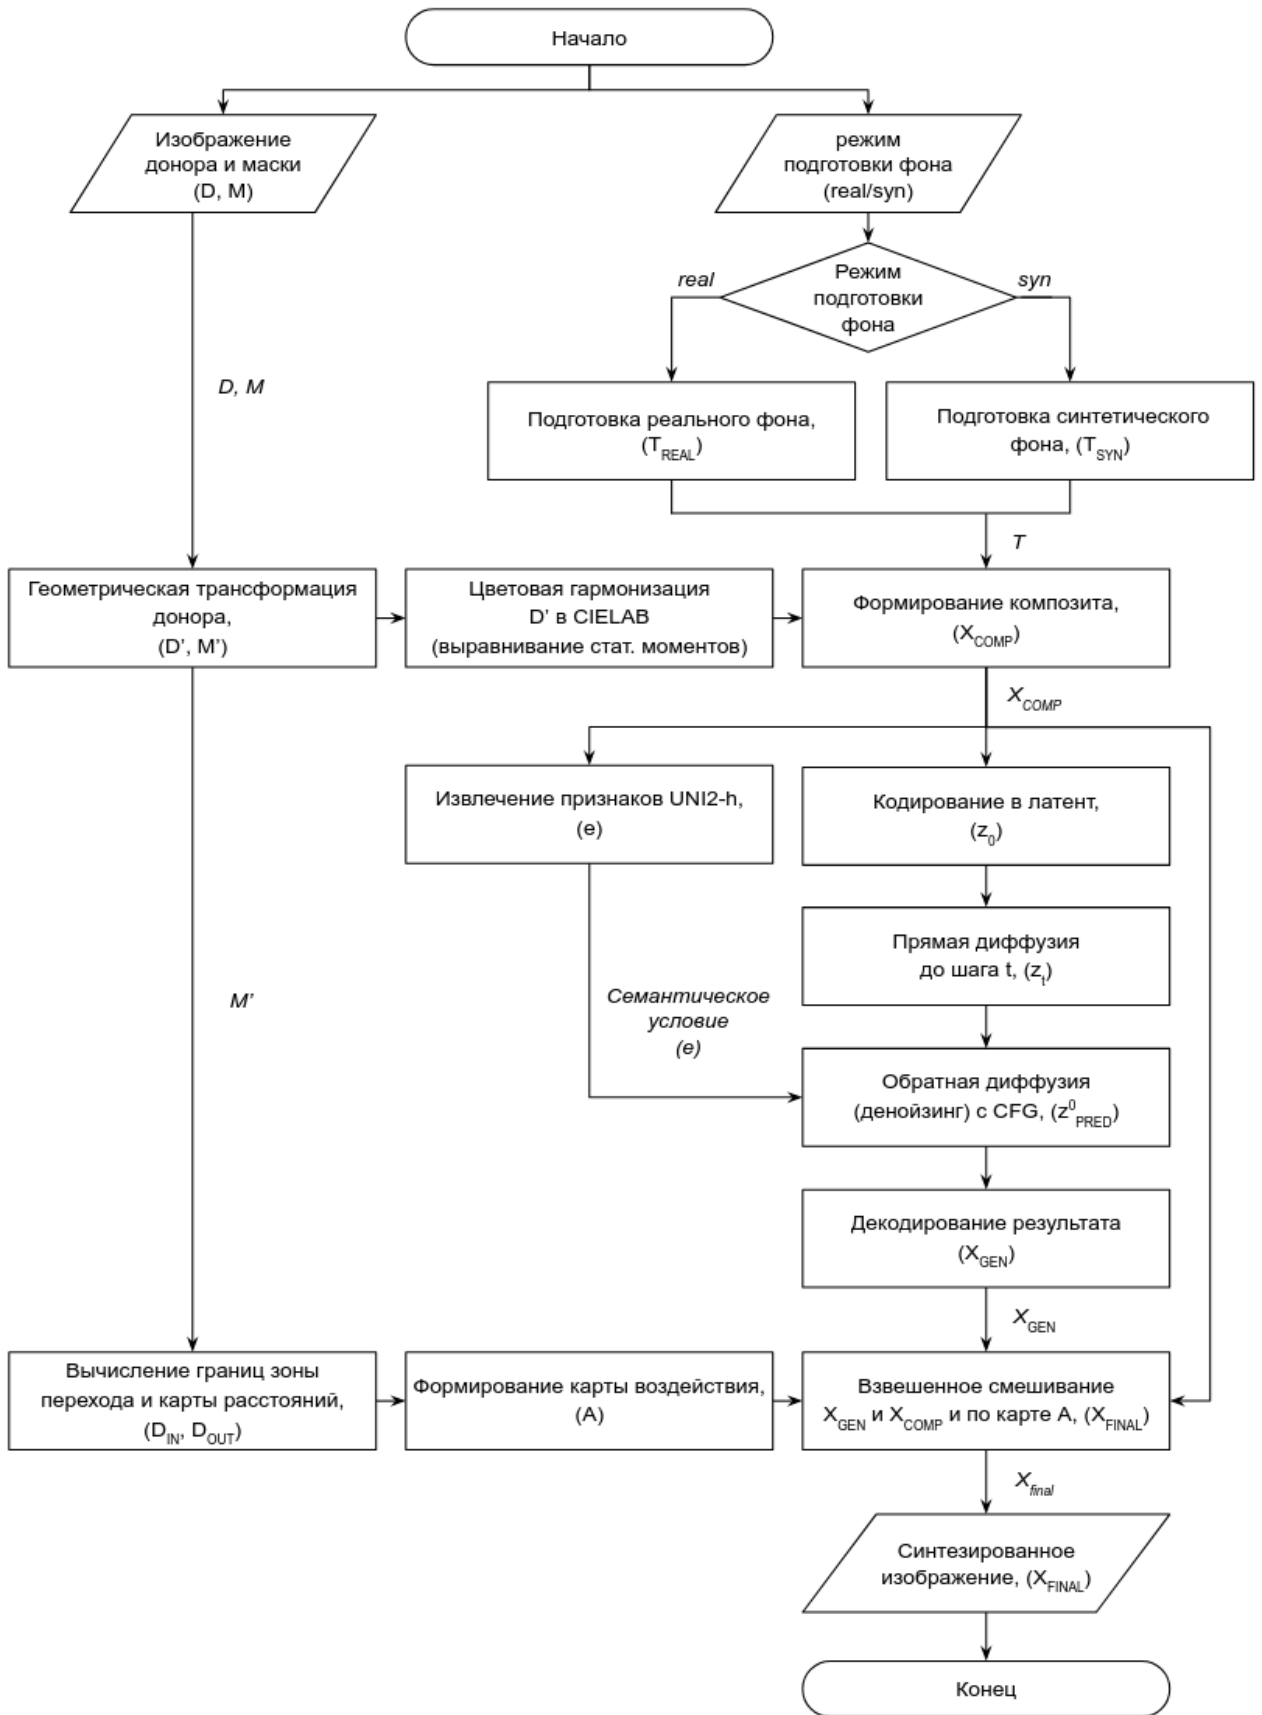 Начало
Изображение
донора и маски
(D, M)
режим
подготовки фона
(real/syn)
real
Режим
подготовки
фона
syn
D, M
Подготовка реального фона,
(T_REAL)
Подготовка синтетического
фона, (T_SYN)
T
Геометрическая трансформация
донора,
(D’, M’)
Цветовая гармонизация
D’ в CIELAB
(выравнивание стат. моментов)
Формирование композита,
(X_COMP)
X_COMP
Извлечение признаков UNI2-h,
(e)
Кодирование в латент,
(z_0)
Прямая диффузия
до шага t, (z_t)
M’
Семантическое
условие
(e)
Обратная диффузия
(денойзинг) с CFG, (z^0_PRED)
Декодирование результата
(X_GEN)
X_GEN
Вычисление границ зоны
перехода и карты расстояний,
(D_IN, D_OUT)
Формирование карты воздействия,
(A)
Взвешенное смешивание
X_GEN и X_COMP и по карте A, (X_FINAL)
X_final
Синтезированное
изображение, (X_FINAL)
Конец